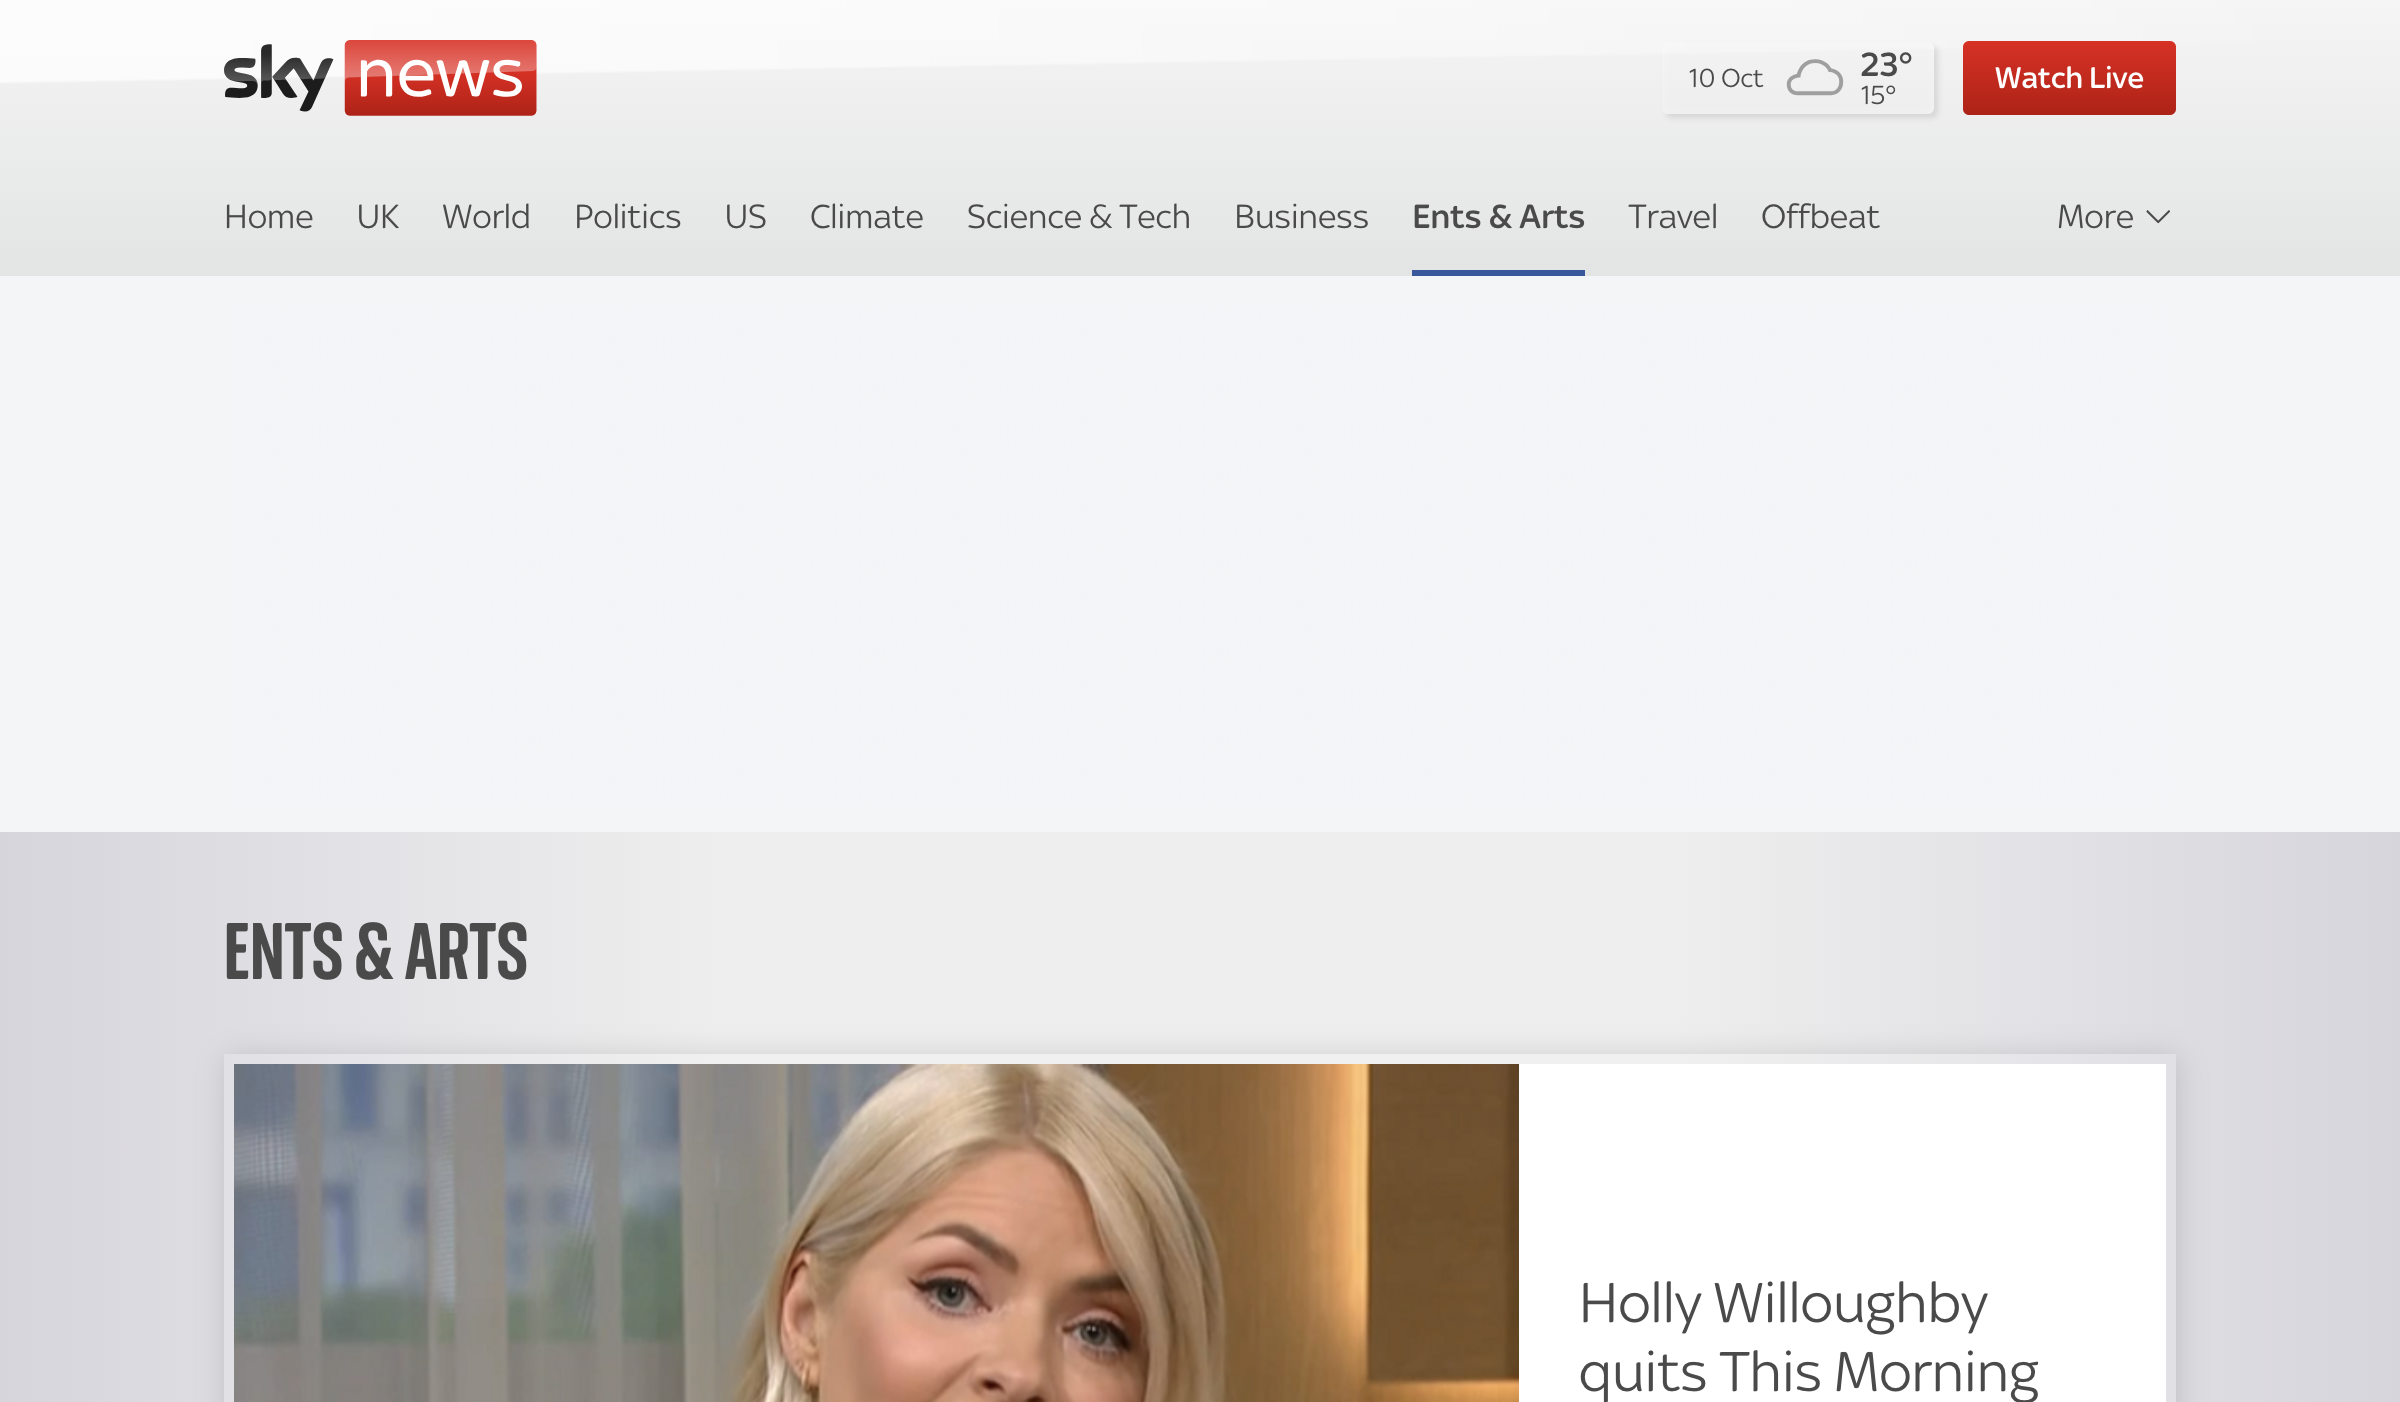 sky news
10 Oct
23°
15°
Watch Live
Home UK World Politics US Climate Science & Tech Business Ents & Arts Travel Offbeat More
ENTS & ARTS
Holly Willoughby
quits This Morning